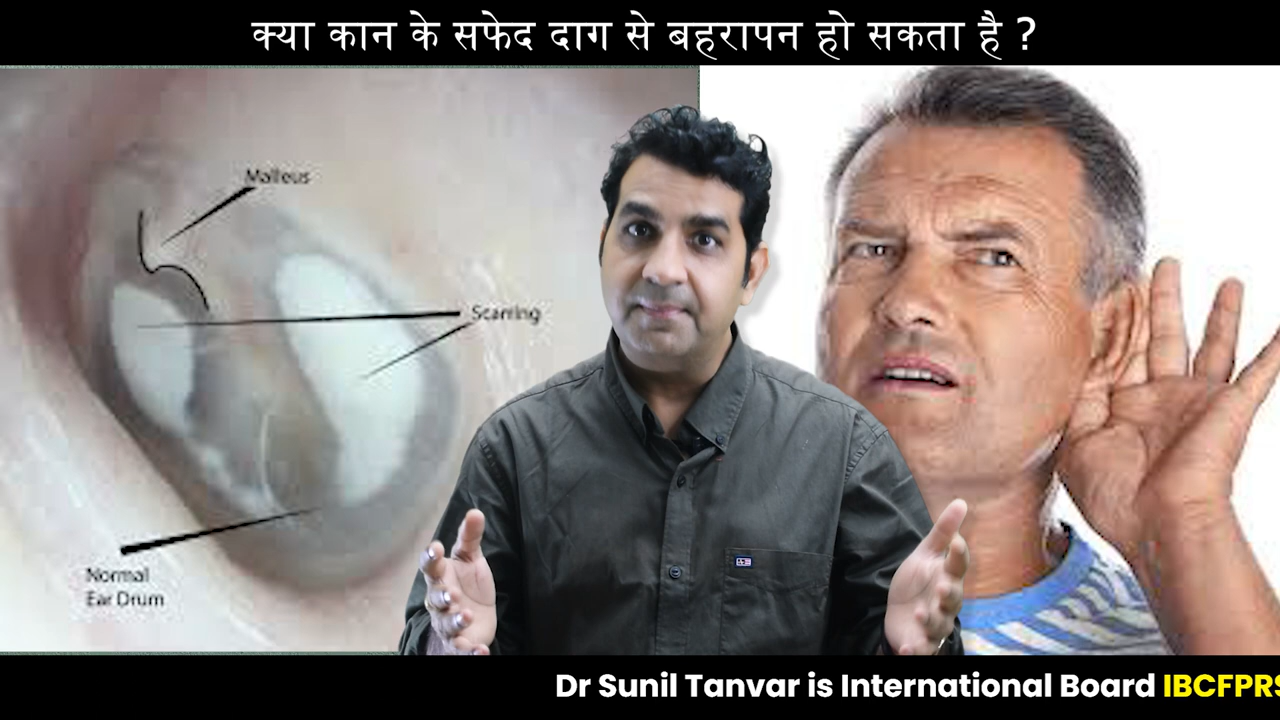 क्या कान के सफेद दाग से बहरापन हो सकता है ?
Malleus
Scarring
Normal
Ear Drum
Dr Sunil Tanvar is International Board